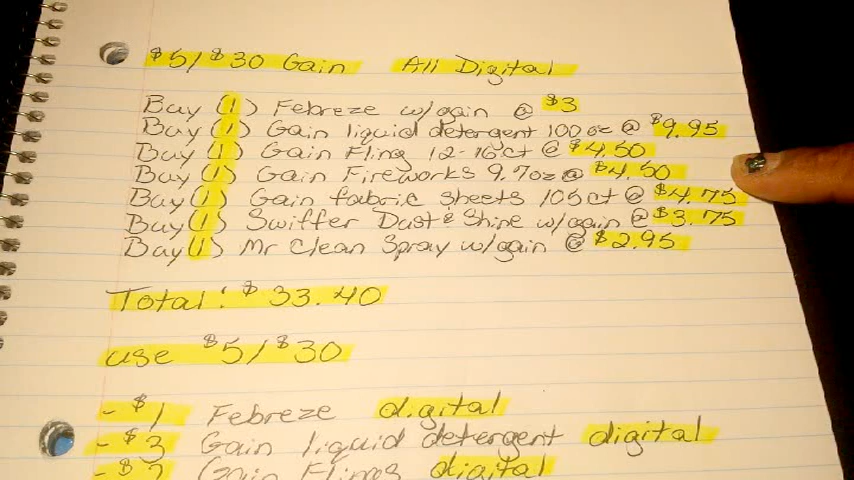 $5/$30 Gain All Digital
Buy (1) Febreze w/gain @ $3
Buy (1) Gain liquid detergent 100oz @ $9.95
Buy (1) Gain Fling 12-16ct @ $4.50
Buy (1) Gain Fireworks 9.7oz @ $4.50
Buy (1) Gain fabric sheets 105ct @ $4.75
Buy (1) Swiffer Dust & Shine w/gain @ $3.75
Buy (1) Mr Clean Spray w/gain @ $2.95
Total: $33.40
use $5/$30
- $1 Febreze digital
- $3 Gain liquid detergent digital
- $2 Gain Flings digital